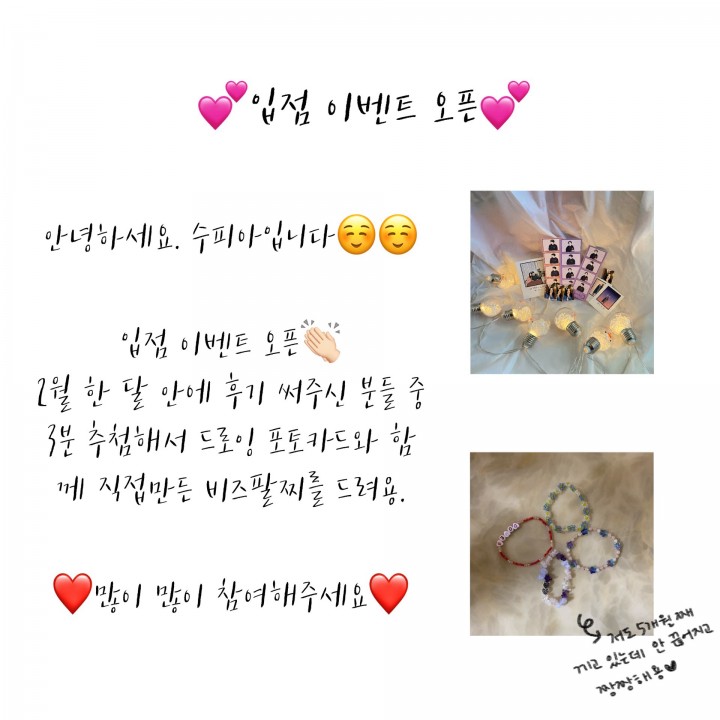 💕입점 이벤트 오픈💕
안녕하세요. 수피아입니다☺️☺️
입점 이벤트 오픈👏🏻
2월 한 달 안에 후기 써주신 분들 중
3분 추첨해서 드로잉 포토카드와 함
께 직접만든 비즈팔찌를 드려요.
❤️많이 많이 참여해주세요❤️
저도 5개월째
끼고 있는데 안 끊어지고
짱짱해용♥